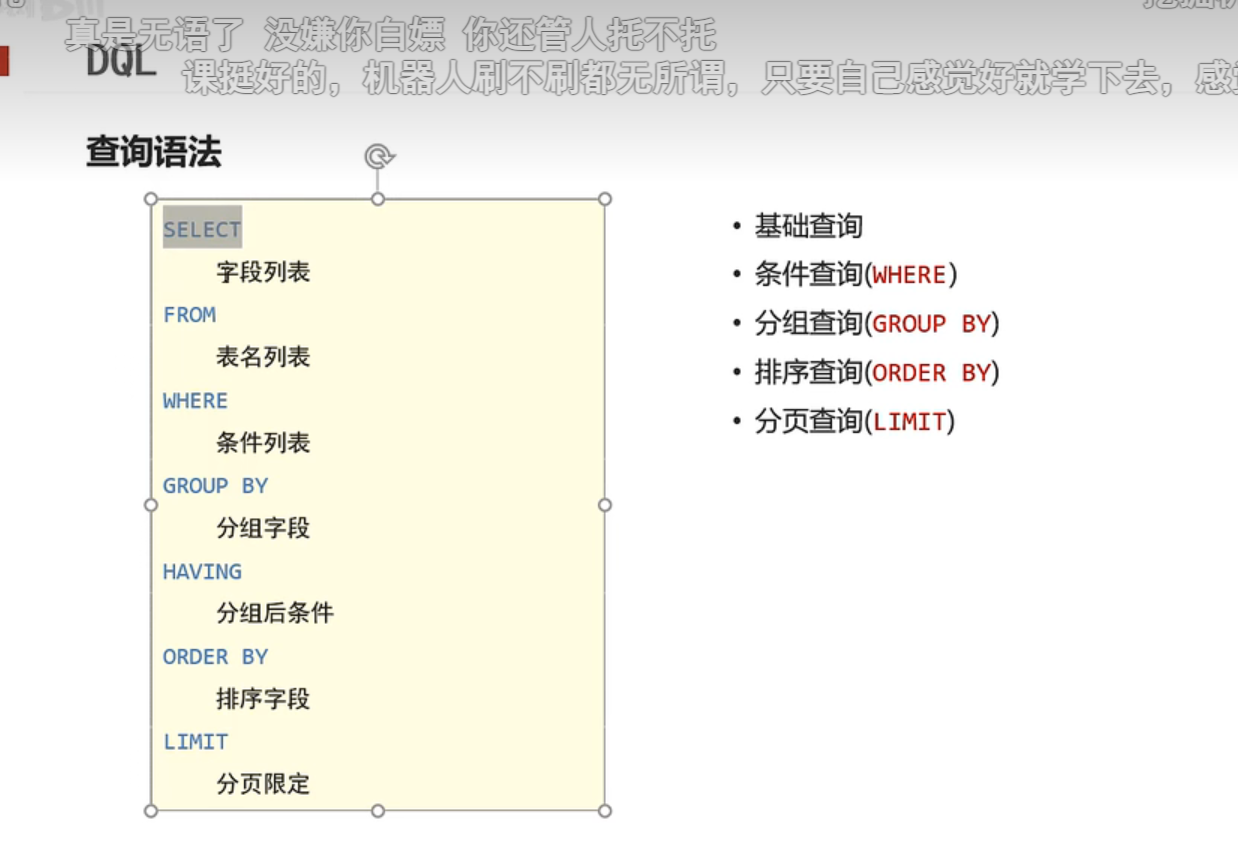 真是无语了 没嫌你白嫖 你还管人托不托
DQL
课挺好的，机器人刷不刷都无所谓，只要自己感觉好就学下去，感
查询语法
SELECT
字段列表
FROM
表名列表
WHERE
条件列表
GROUP BY
分组字段
HAVING
分组后条件
ORDER BY
排序字段
LIMIT
分页限定
• 基础查询
• 条件查询(WHERE)
• 分组查询(GROUP BY)
• 排序查询(ORDER BY)
• 分页查询(LIMIT)